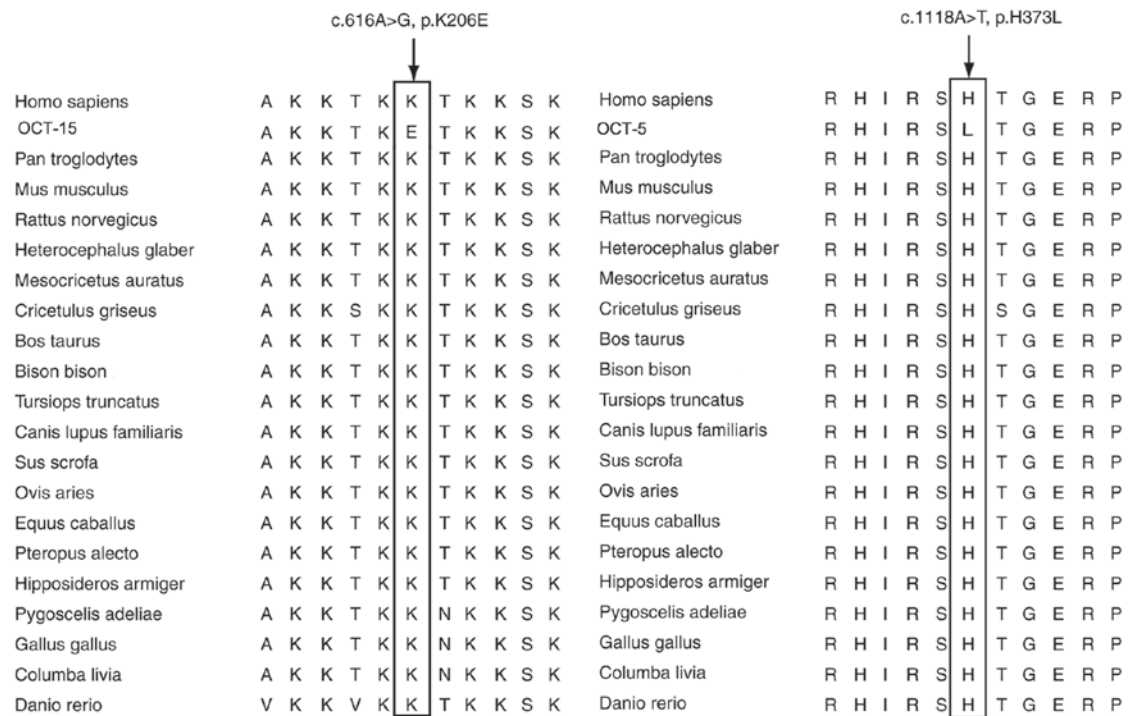 c.616A>G, p.K206E
Homo sapiens A K K T K K T K K S K
OCT-15 A K K T K E T K K S K
Pan troglodytes A K K T K K T K K S K
Mus musculus A K K T K K T K K S K
Rattus norvegicus A K K T K K T K K S K
Heterocephalus glaber A K K T K K T K K S K
Mesocricetus auratus A K K T K K T K K S K
Cricetulus griseus A K K S K K T K K S K
Bos taurus A K K T K K T K K S K
Bison bison A K K T K K T K K S K
Tursiops truncatus A K K T K K T K K S K
Canis lupus familiaris A K K T K K T K K S K
Sus scrofa A K K T K K T K K S K
Ovis aries A K K T K K T K K S K
Equus caballus A K K T K K T K K S K
Pteropus alecto A K K T K K T K K S K
Hipposideros armiger A K K T K K T K K S K
Pygoscelis adeliae A K K T K K N K K S K
Gallus gallus A K K T K K N K K S K
Columba livia A K K T K K N K K S K
Danio rerio V K K V K K T K K S K
c.1118A>T, p.H373L
Homo sapiens R H I R S H T G E R P
OCT-5 R H I R S L T G E R P
Pan troglodytes R H I R S H T G E R P
Mus musculus R H I R S H T G E R P
Rattus norvegicus R H I R S H T G E R P
Heterocephalus glaber R H I R S H T G E R P
Mesocricetus auratus R H I R S H T G E R P
Cricetulus griseus R H I R S H S G E R P
Bos taurus R H I R S H T G E R P
Bison bison R H I R S H T G E R P
Tursiops truncatus R H I R S H T G E R P
Canis lupus familiaris R H I R S H T G E R P
Sus scrofa R H I R S H T G E R P
Ovis aries R H I R S H T G E R P
Equus caballus R H I R S H T G E R P
Pteropus alecto R H I R S H T G E R P
Hipposideros armiger R H I R S H T G E R P
Pygoscelis adeliae R H I R S H T G E R P
Gallus gallus R H I R S H T G E R P
Columba livia R H I R S H T G E R P
Danio rerio R H I R S H T G E R P